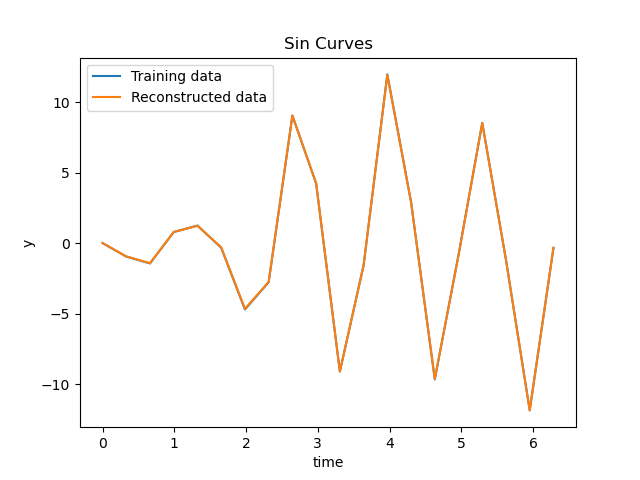 Sin Curves
Training data
Reconstructed data
10
5
0
−5
−10
y
0 1 2 3 4 5 6
time